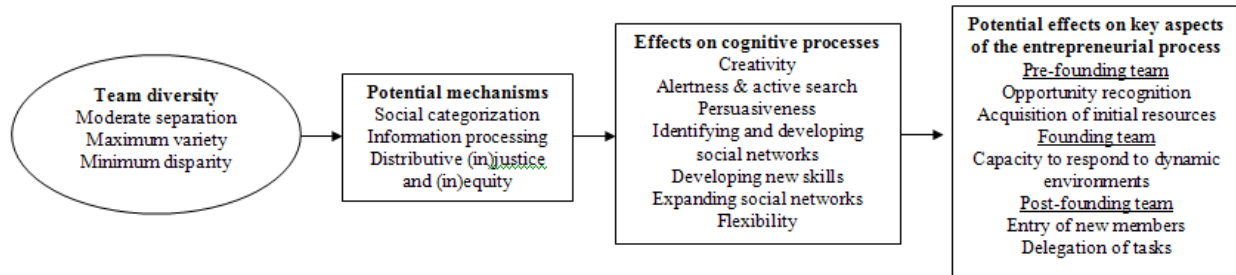 Team diversity
Moderate separation
Maximum variety
Minimum disparity
Potential mechanisms
Social categorization
Information processing
Distributive (in)justice
and (in)equity
Effects on cognitive processes
Creativity
Alertness & active search
Persuasiveness
Identifying and developing
social networks
Developing new skills
Expanding social networks
Flexibility
Potential effects on key aspects
of the entrepreneurial process
Pre-founding team
Opportunity recognition
Acquisition of initial resources
Founding team
Capacity to respond to dynamic
environments
Post-founding team
Entry of new members
Delegation of tasks